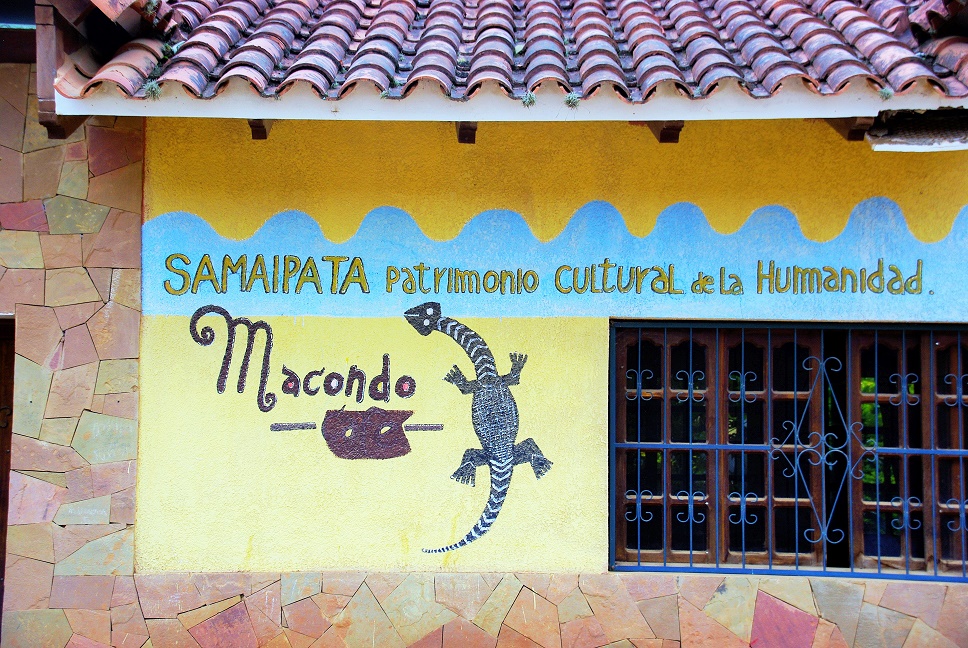 SAMAIPATA PatRimonio CULtURAL de la Humanidad.
Macondo